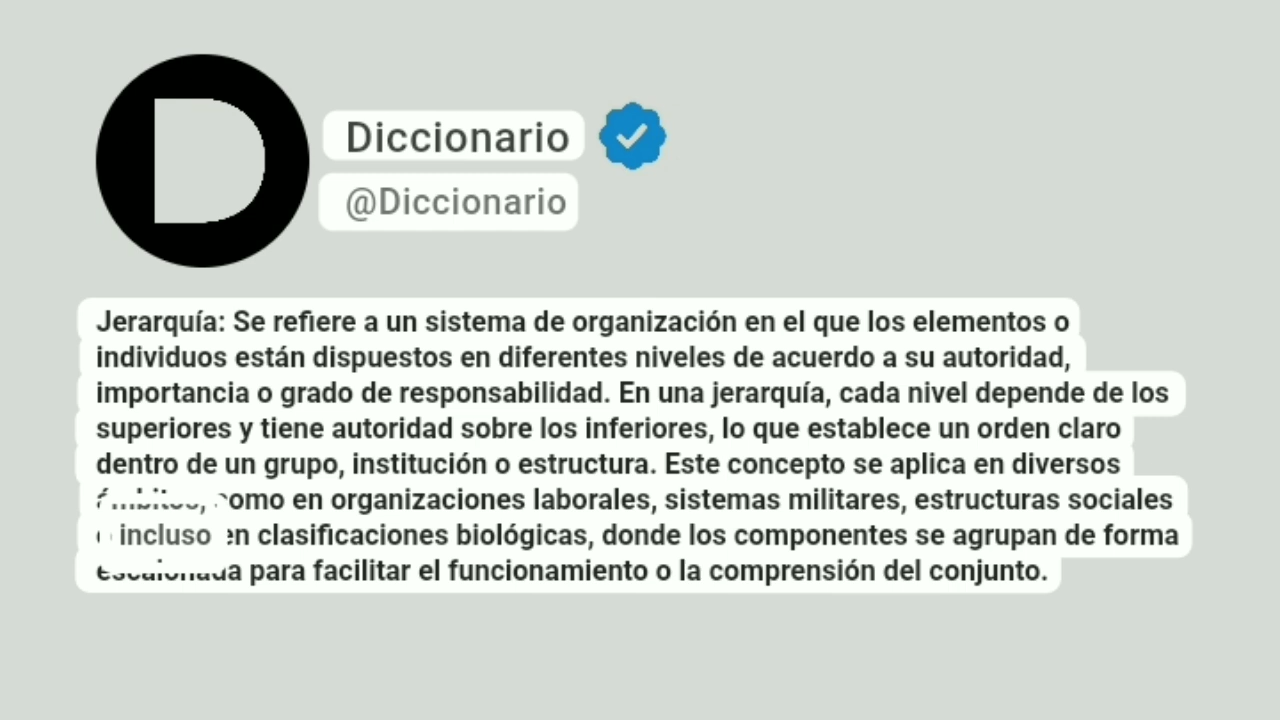 D
Diccionario
@Diccionario
Jerarquía: Se refiere a un sistema de organización en el que los elementos o
individuos están dispuestos en diferentes niveles de acuerdo a su autoridad,
importancia o grado de responsabilidad. En una jerarquía, cada nivel depende de los
superiores y tiene autoridad sobre los inferiores, lo que establece un orden claro
dentro de un grupo, institución o estructura. Este concepto se aplica en diversos
ámbitos, como en organizaciones laborales, sistemas militares, estructuras sociales
incluso en clasificaciones biológicas, donde los componentes se agrupan de forma
escalonada para facilitar el funcionamiento o la comprensión del conjunto.